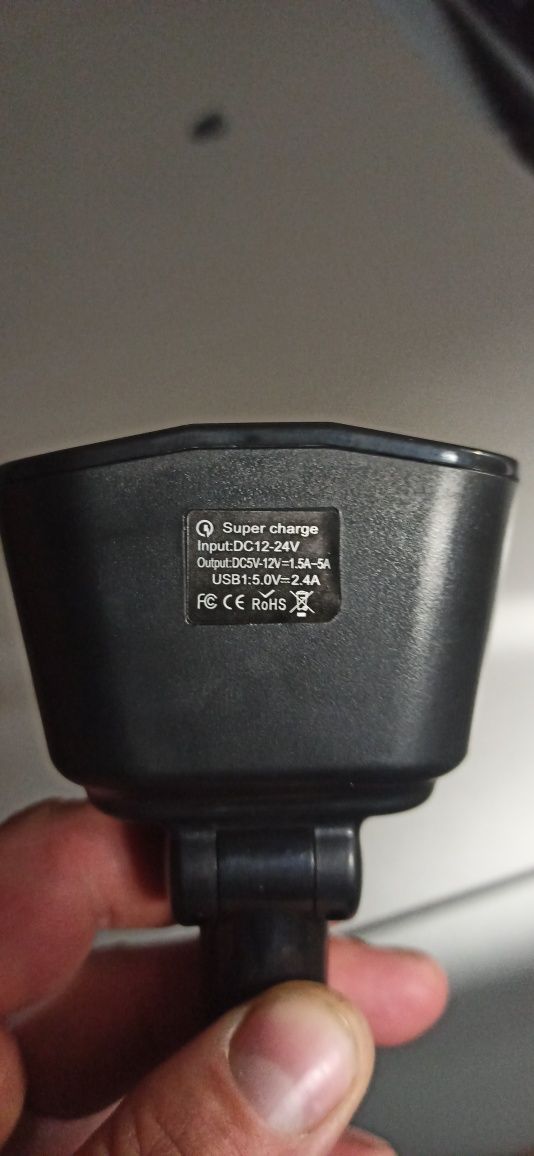 Super charge
Input:DC12-24V
Output:DC5V-12V⎓1.5A-5A
USB1:5.0V⎓2.4A
FC CE RoHS